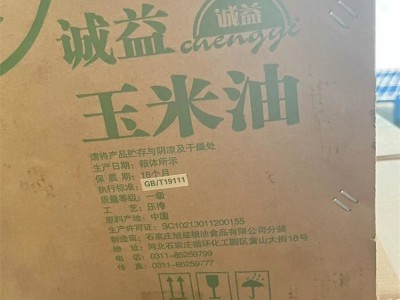 诚益
诚益
chengyi
玉米油
请将产品贮存与阴凉及干燥处
生产日期：箱体所示
保质期：18个月
执行标准：GB/T19111
质量等级：一级
工艺：压榨
原料产地：中国
生产许可证：SC10213011200155
制造商：石家庄旭益粮油食品有限公司分装
地址：河北石家庄循环化工园区黄山大街18号
电话：0311-85259799
传真：0311-85259777